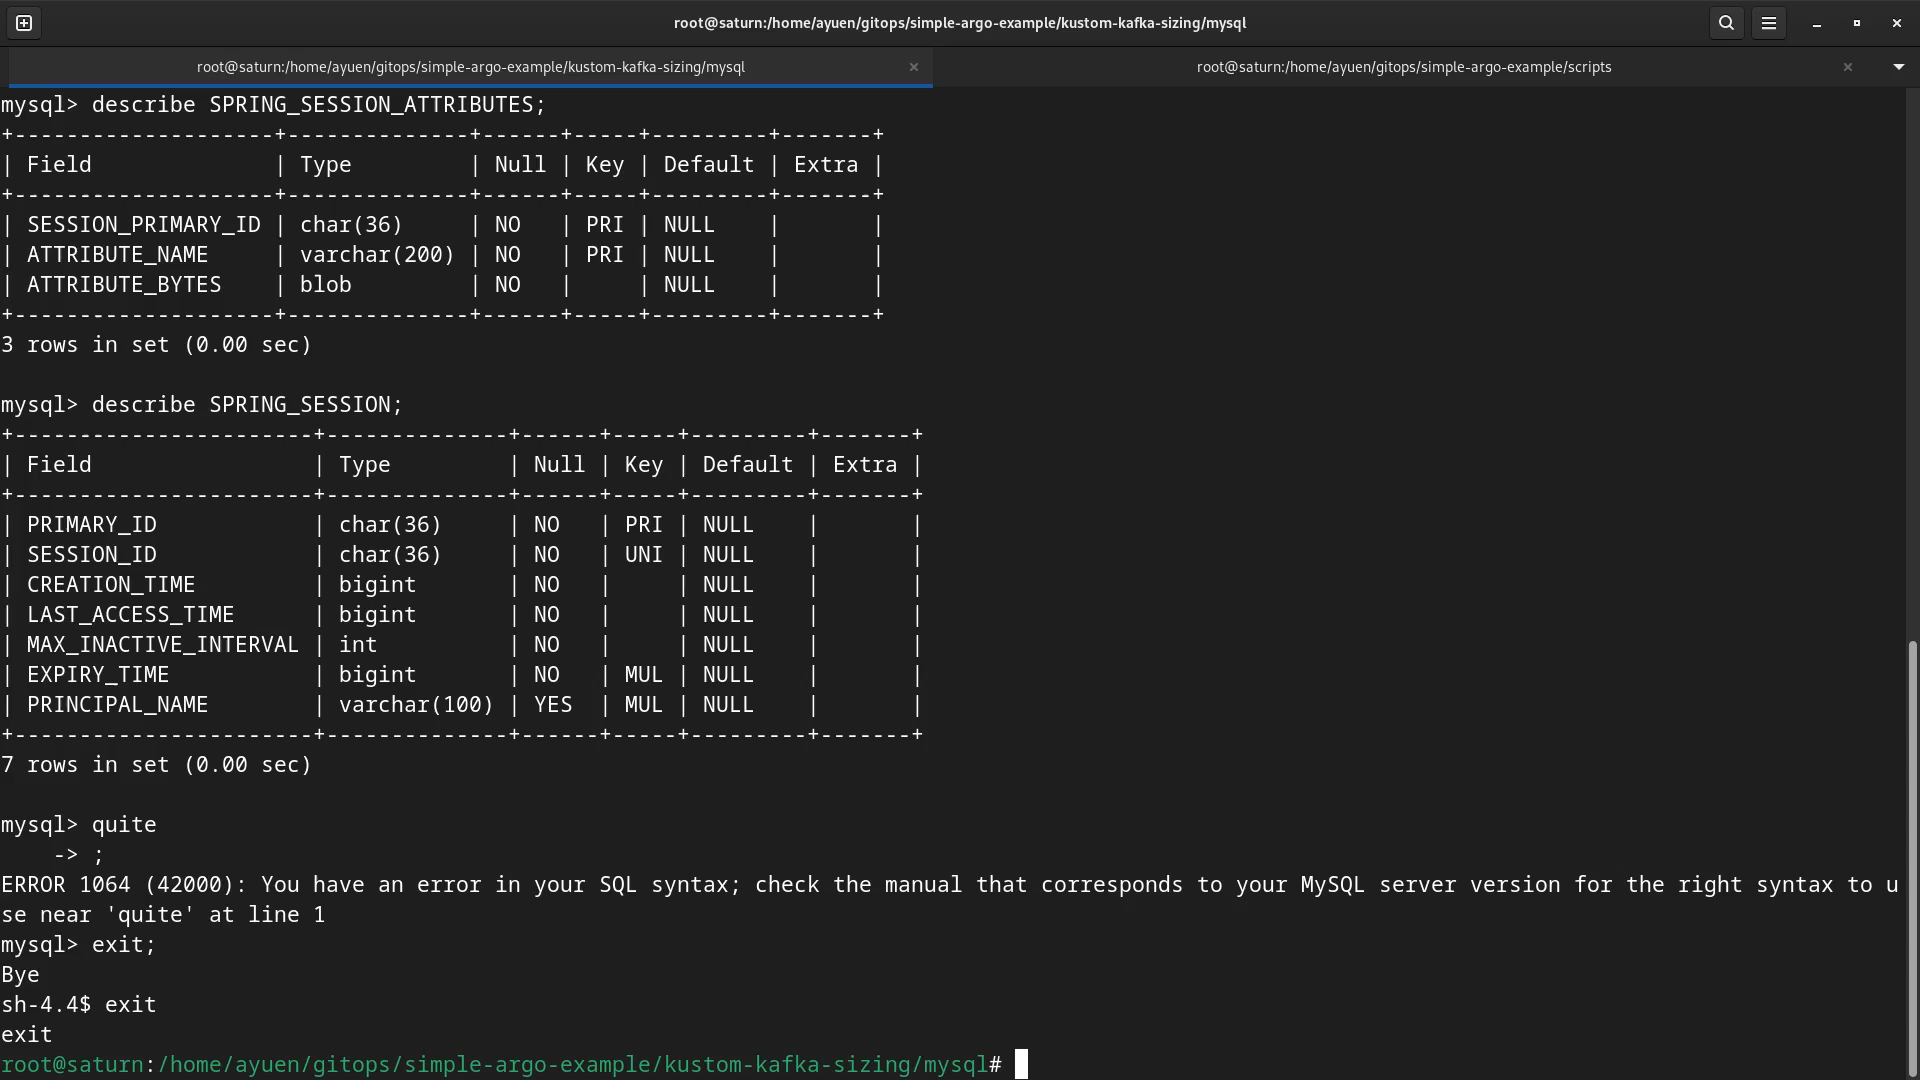 root@saturn:/home/ayuen/gitops/simple-argo-example/kustom-kafka-sizing/mysql
root@saturn:/home/ayuen/gitops/simple-argo-example/kustom-kafka-sizing/mysql
root@saturn:/home/ayuen/gitops/simple-argo-example/scripts
mysql> describe SPRING_SESSION_ATTRIBUTES;
+--------------------+--------------+------+-----+---------+-------+
| Field              | Type         | Null | Key | Default | Extra |
+--------------------+--------------+------+-----+---------+-------+
| SESSION_PRIMARY_ID | char(36)     | NO   | PRI | NULL    |       |
| ATTRIBUTE_NAME     | varchar(200) | NO   | PRI | NULL    |       |
| ATTRIBUTE_BYTES    | blob         | NO   |     | NULL    |       |
+--------------------+--------------+------+-----+---------+-------+
3 rows in set (0.00 sec)
mysql> describe SPRING_SESSION;
+-----------------------+--------------+------+-----+---------+-------+
| Field                 | Type         | Null | Key | Default | Extra |
+-----------------------+--------------+------+-----+---------+-------+
| PRIMARY_ID            | char(36)     | NO   | PRI | NULL    |       |
| SESSION_ID            | char(36)     | NO   | UNI | NULL    |       |
| CREATION_TIME         | bigint       | NO   |     | NULL    |       |
| LAST_ACCESS_TIME      | bigint       | NO   |     | NULL    |       |
| MAX_INACTIVE_INTERVAL | int          | NO   |     | NULL    |       |
| EXPIRY_TIME           | bigint       | NO   | MUL | NULL    |       |
| PRINCIPAL_NAME        | varchar(100) | YES  | MUL | NULL    |       |
+-----------------------+--------------+------+-----+---------+-------+
7 rows in set (0.00 sec)
mysql> quite
    -> ;
ERROR 1064 (42000): You have an error in your SQL syntax; check the manual that corresponds to your MySQL server version for the right syntax to u
se near 'quite' at line 1
mysql> exit;
Bye
sh-4.4$ exit
exit
root@saturn:/home/ayuen/gitops/simple-argo-example/kustom-kafka-sizing/mysql#